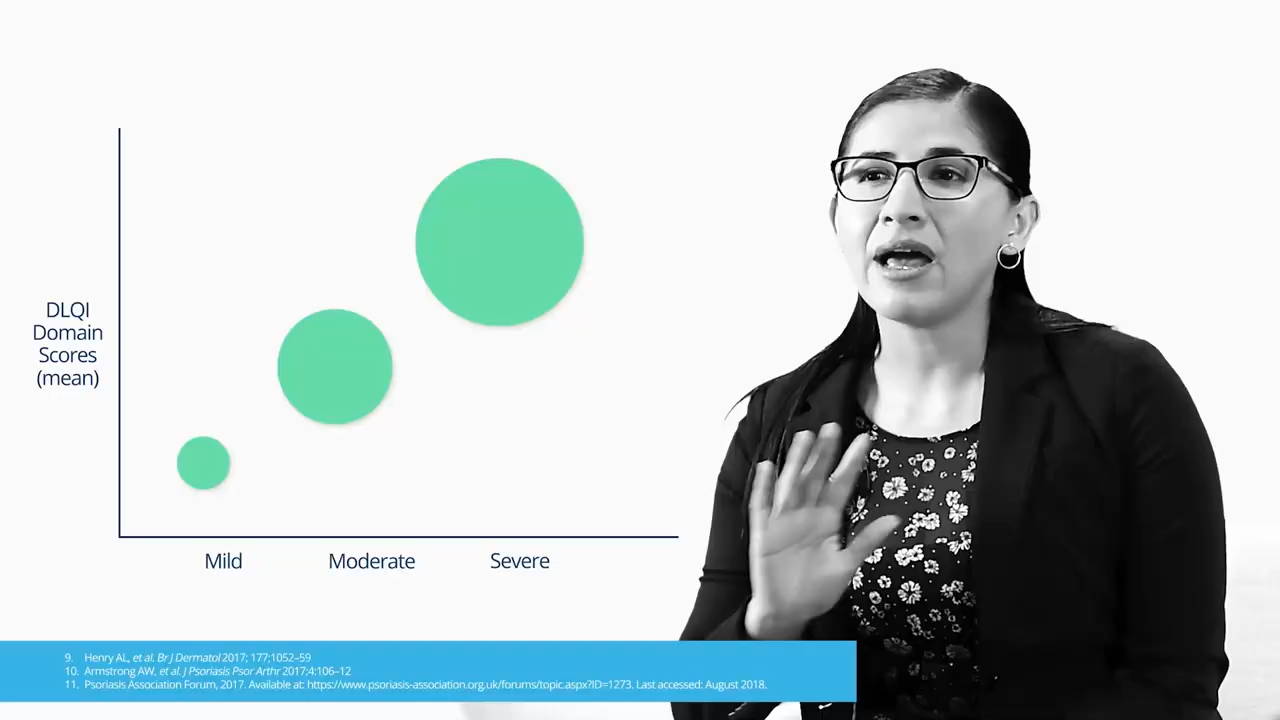 DLQI
Domain
Scores
(mean)
Mild
Moderate
Severe
9. Henry AL, et al. Br J Dermatol 2017; 177;1052–59
10. Armstrong AW, et al. J Psoriasis Psor Arthr 2017;4:106–12
11. Psoriasis Association Forum, 2017. Available at: https://www.psoriasis-association.org.uk/forums/topic.aspx?ID=1273. Last accessed: August 2018.